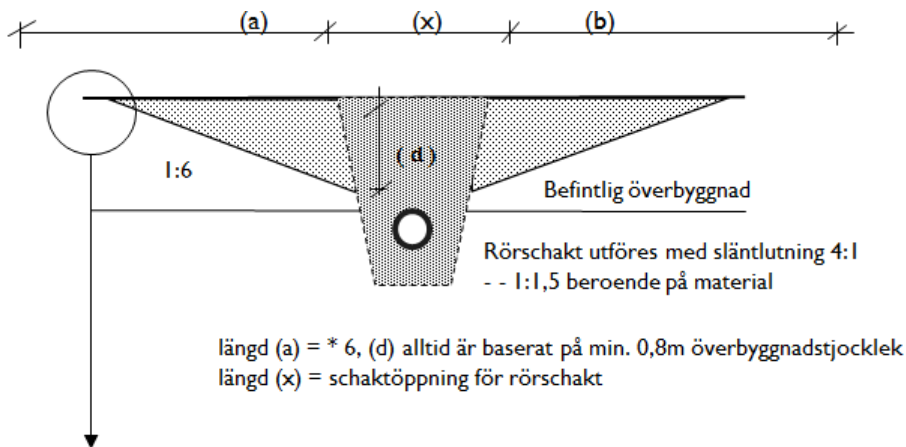 (a) (x) (b)
( d )
1:6
Befintlig överbyggnad
Rörschakt utföres med släntlutning 4:1
- - 1:1,5 beroende på material
längd (a) = * 6, (d) alltid är baserat på min. 0,8m överbyggnadstjocklek
längd (x) = schaktöppning för rörschakt